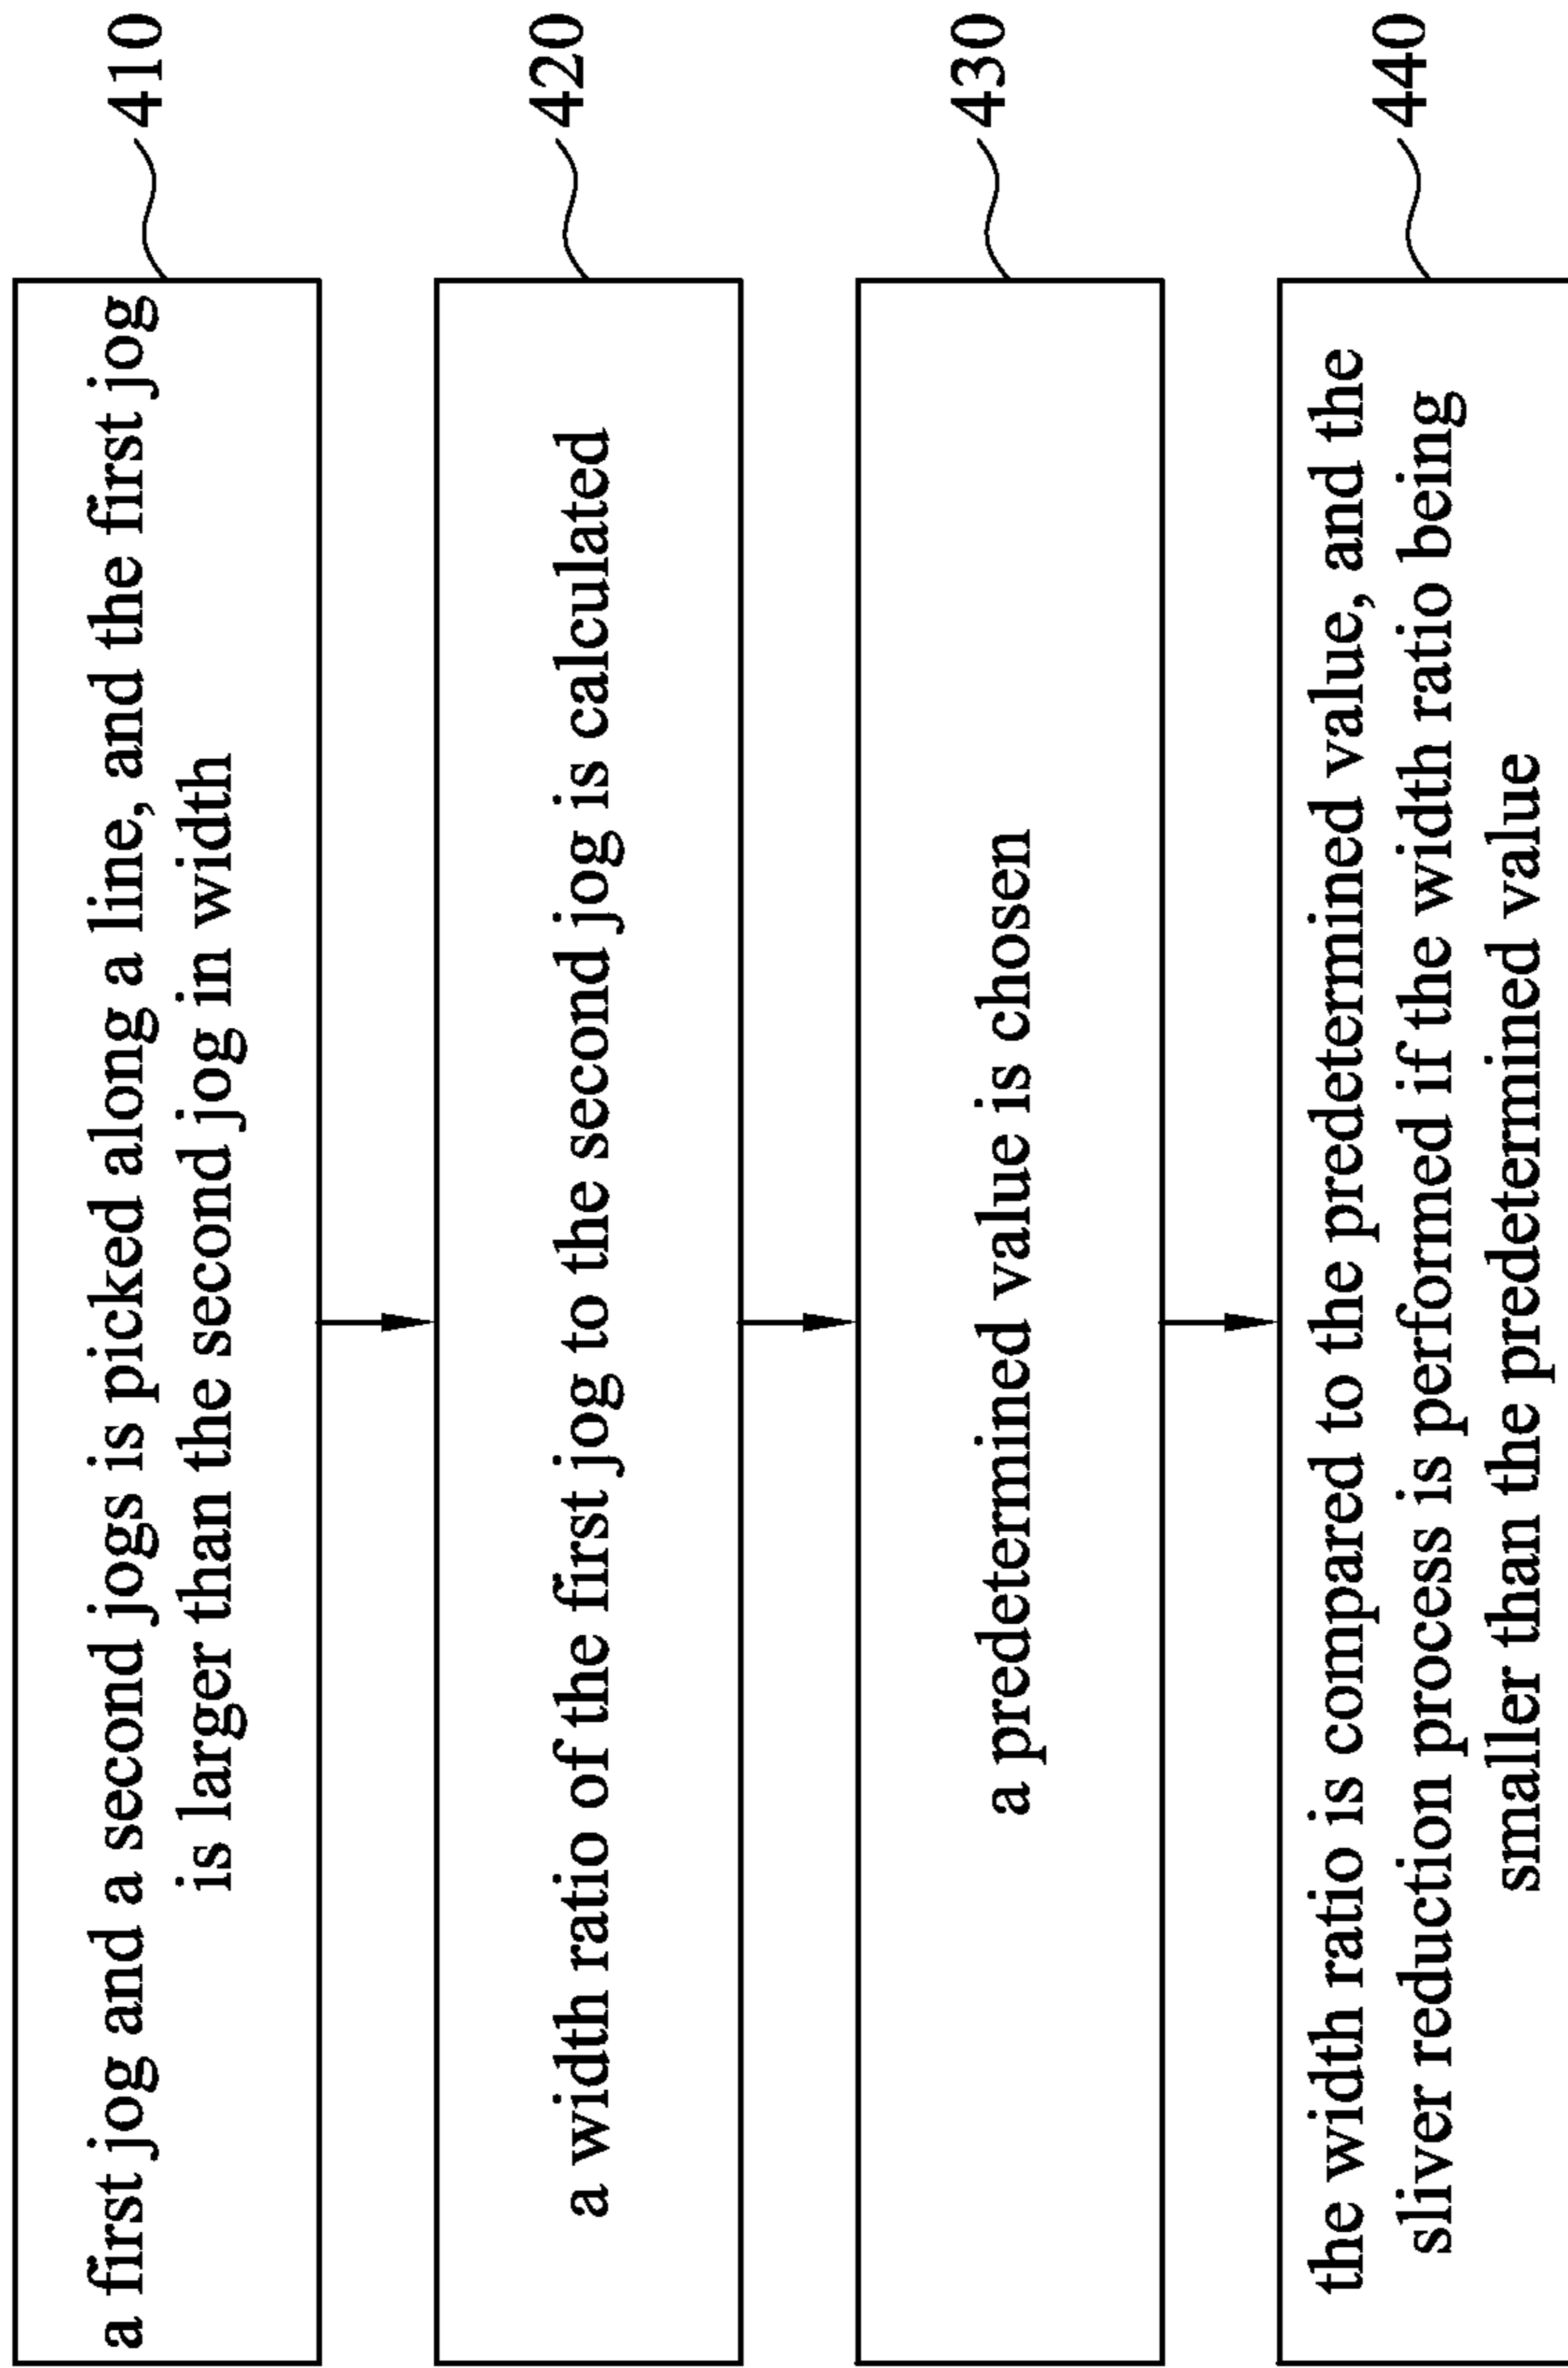 a first jog and a second jogs is picked along a line, and the first jog
is larger than the second jog in width
410
a width ratio of the first jog to the second jog is calculated
420
a predetermined value is chosen
430
the width ratio is compared to the predetermined value, and the
sliver reduction process is performed if the width ratio being
smaller than the predetermined value
440